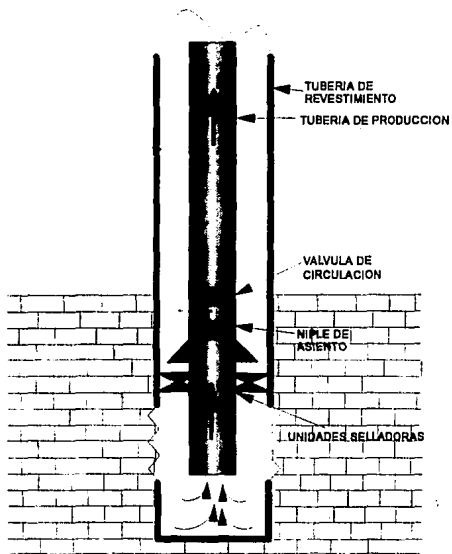 TUBERIA DE
REVESTIMIENTO
TUBERIA DE PRODUCCION
VALVULA DE
CIRCULACION
NIPLE DE
ASIENTO
UNIDADES SELLADORAS